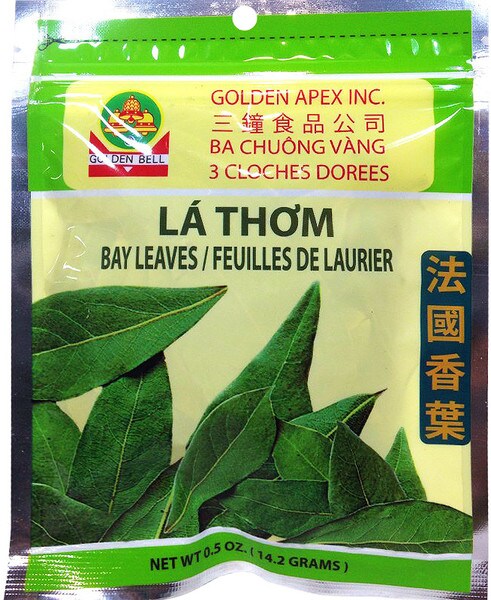 GOLDEN BELL
GOLDEN APEX INC.
三鐘食品公司
BA CHUÔNG VÀNG
3 CLOCHES DOREES
LÁ THƠM
BAY LEAVES / FEUILLES DE LAURIER
法國香葉
NET WT 0.5 OZ. ( 14.2 GRAMS )